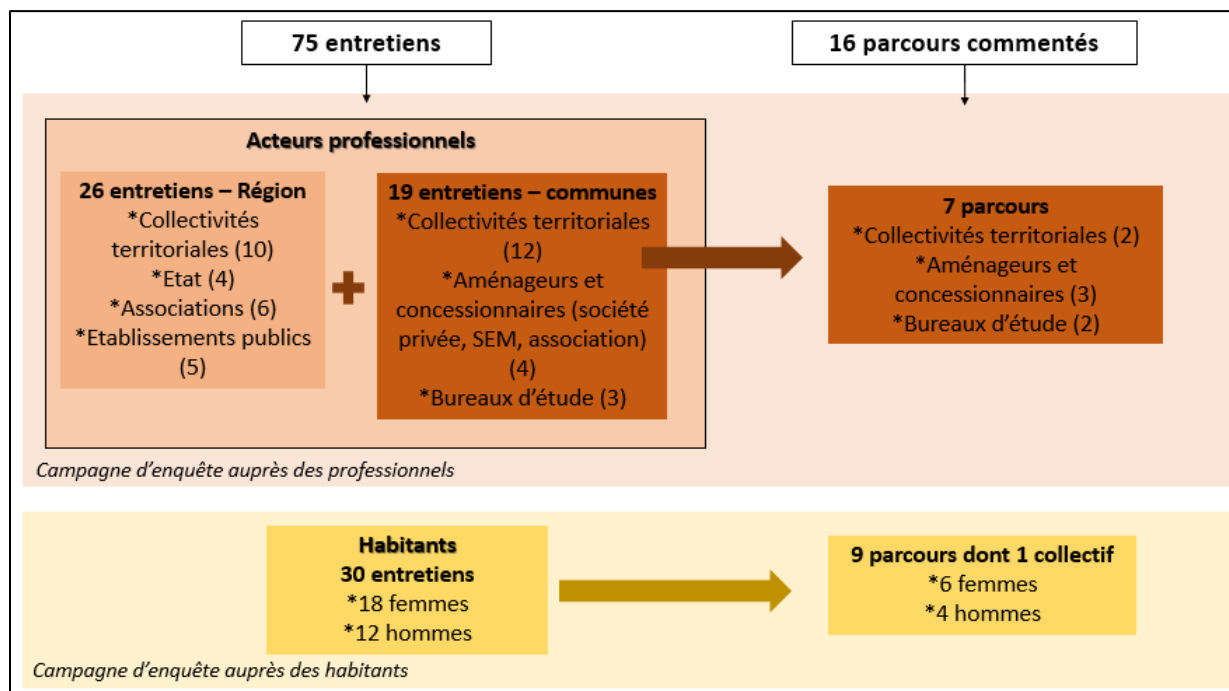 75 entretiens
16 parcours commentés
Acteurs professionnels
26 entretiens – Région
*Collectivités
territoriales (10)
*Etat (4)
*Associations (6)
*Etablissements publics
(5)
19 entretiens – communes
*Collectivités territoriales
(12)
*Aménageurs et
concessionnaires (société
privée, SEM, association)
(4)
*Bureaux d'étude (3)
7 parcours
*Collectivités territoriales (2)
*Aménageurs et
concessionnaires (3)
*Bureaux d'étude (2)
Campagne d'enquête auprès des professionnels
Habitants
30 entretiens
*18 femmes
*12 hommes
9 parcours dont 1 collectif
*6 femmes
*4 hommes
Campagne d'enquête auprès des habitants